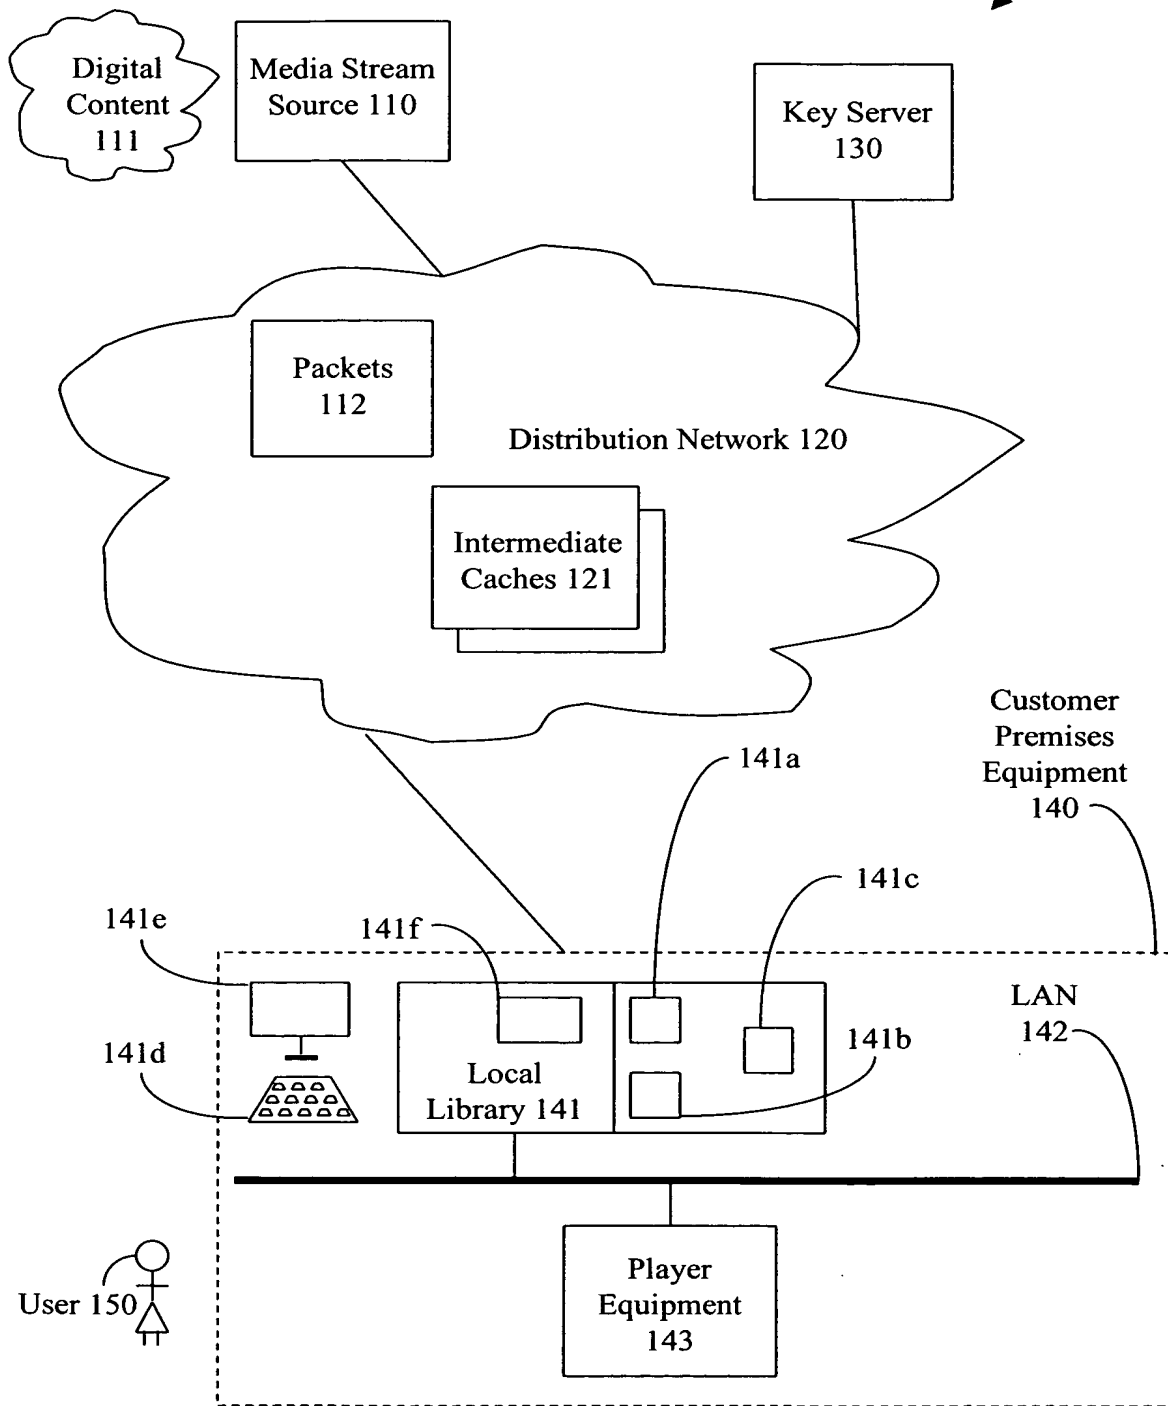 Digital
Content
111
Media Stream
Source 110
Key Server
130
Packets
112
Distribution Network 120
Intermediate
Caches 121
Customer
Premises
Equipment
140
141a
141c
141e
141f
LAN
142
141d
141b
Local
Library 141
Player
Equipment
143
User 150